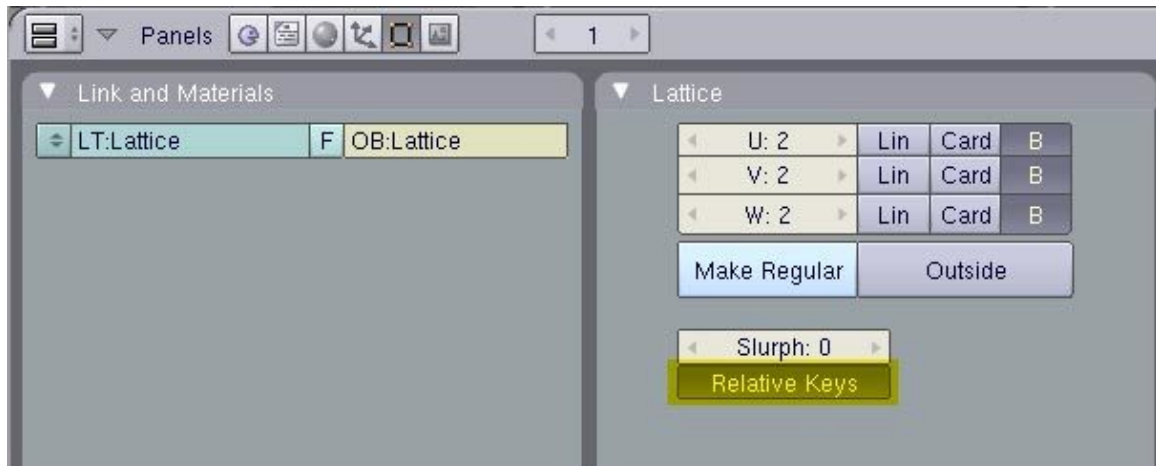 Panels 1
Link and Materials
LT:Lattice F OB:Lattice
Lattice
U: 2 Lin Card B
V: 2 Lin Card B
W: 2 Lin Card B
Make Regular Outside
Slurph: 0
Relative Keys